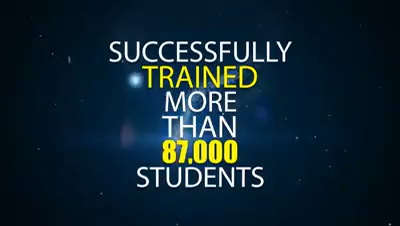 SUCCESSFULLY
TRAINED
MORE
THAN
87,000
STUDENTS